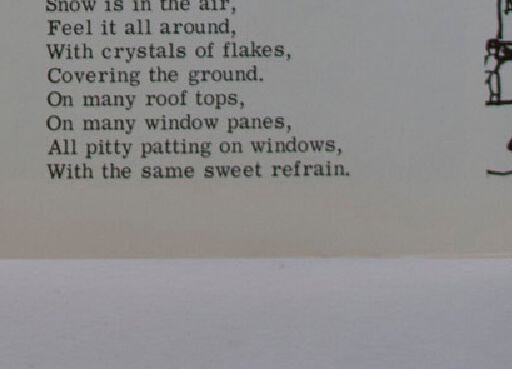 Snow is in the air,
Feel it all around,
With crystals of flakes,
Covering the ground.
On many roof tops,
On many window panes,
All pitty patting on windows,
With the same sweet refrain.